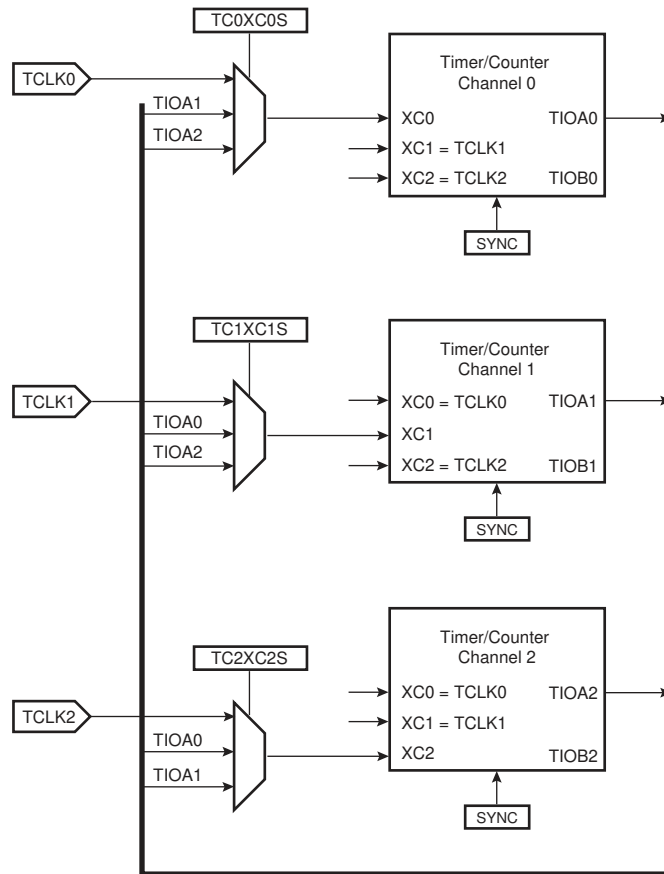 TC0XC0S
TCLK0
TIOA1
TIOA2
Timer/Counter
Channel 0
XC0
TIOA0
XC1 = TCLK1
XC2 = TCLK2
TIOB0
SYNC
TC1XC1S
TCLK1
TIOA0
TIOA2
Timer/Counter
Channel 1
XC0 = TCLK0
TIOA1
XC1
XC2 = TCLK2
TIOB1
SYNC
TC2XC2S
TCLK2
TIOA0
TIOA1
Timer/Counter
Channel 2
XC0 = TCLK0
TIOA2
XC1 = TCLK1
XC2
TIOB2
SYNC